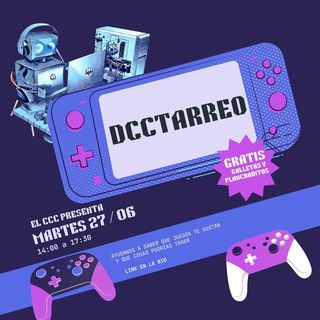 DCCTARREO
GRATIS
GALLETAS Y
PLANCHADITOS
EL CCC PRESENTA
MARTES 27 / 06
14:00 a 17:30
AYUDANOS A SABER QUE JUEGOS TE GUSTAN
Y QUE COSAS PODRÍAS TRAER
LINK EN LA BIO